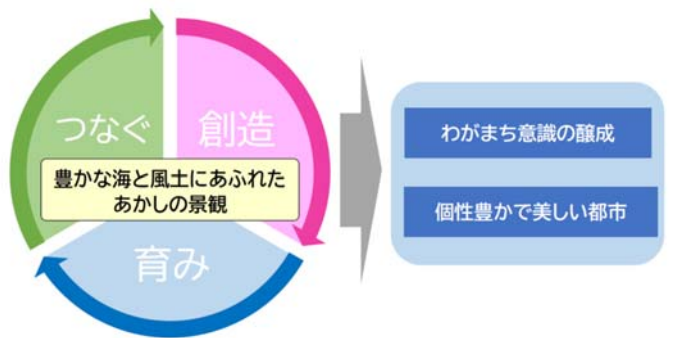 つなぐ
創造
豊かな海と風土にあふれた
あかしの景観
育み
わがまち意識の醸成
個性豊かで美しい都市